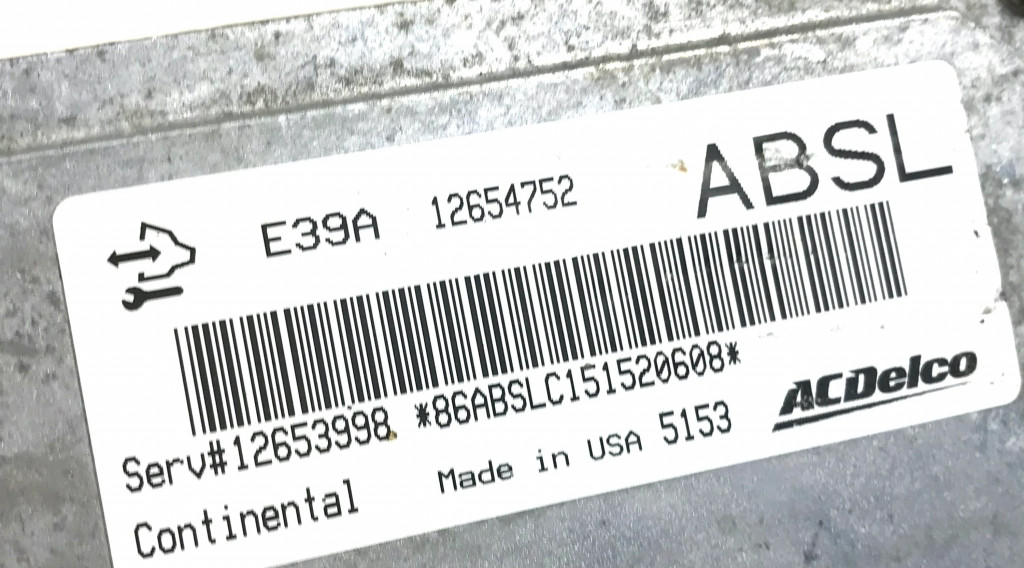 E39A 12654752 ABSL
Serv#12653998 *86ABSLC151520608*
Continental Made in USA 5153 ACDelco